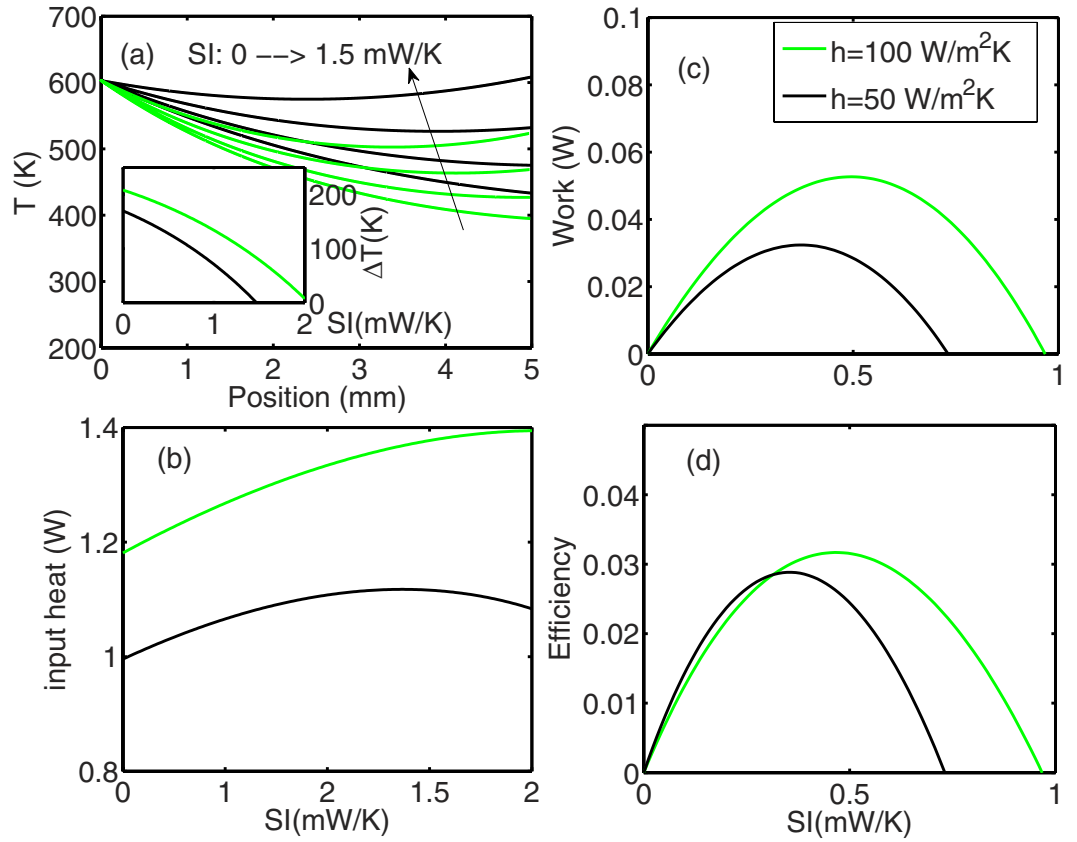 700
600
500
400
300
200
T (K)
(a)
SI: 0 −−> 1.5 mW/K
200
100
0
ΔT(K)
0
1
2
SI(mW/K)
0
1
2
3
4
5
Position (mm)
0.1
0.08
0.06
0.04
0.02
0
Work (W)
(c)
h=100 W/m²K
h=50 W/m²K
0
0.5
1
1.4
1.2
1
0.8
input heat (W)
(b)
0
1
2
1.5
2
SI(mW/K)
0.04
0.03
0.02
0.01
0
Efficiency
(d)
0
0.5
1
SI(mW/K)